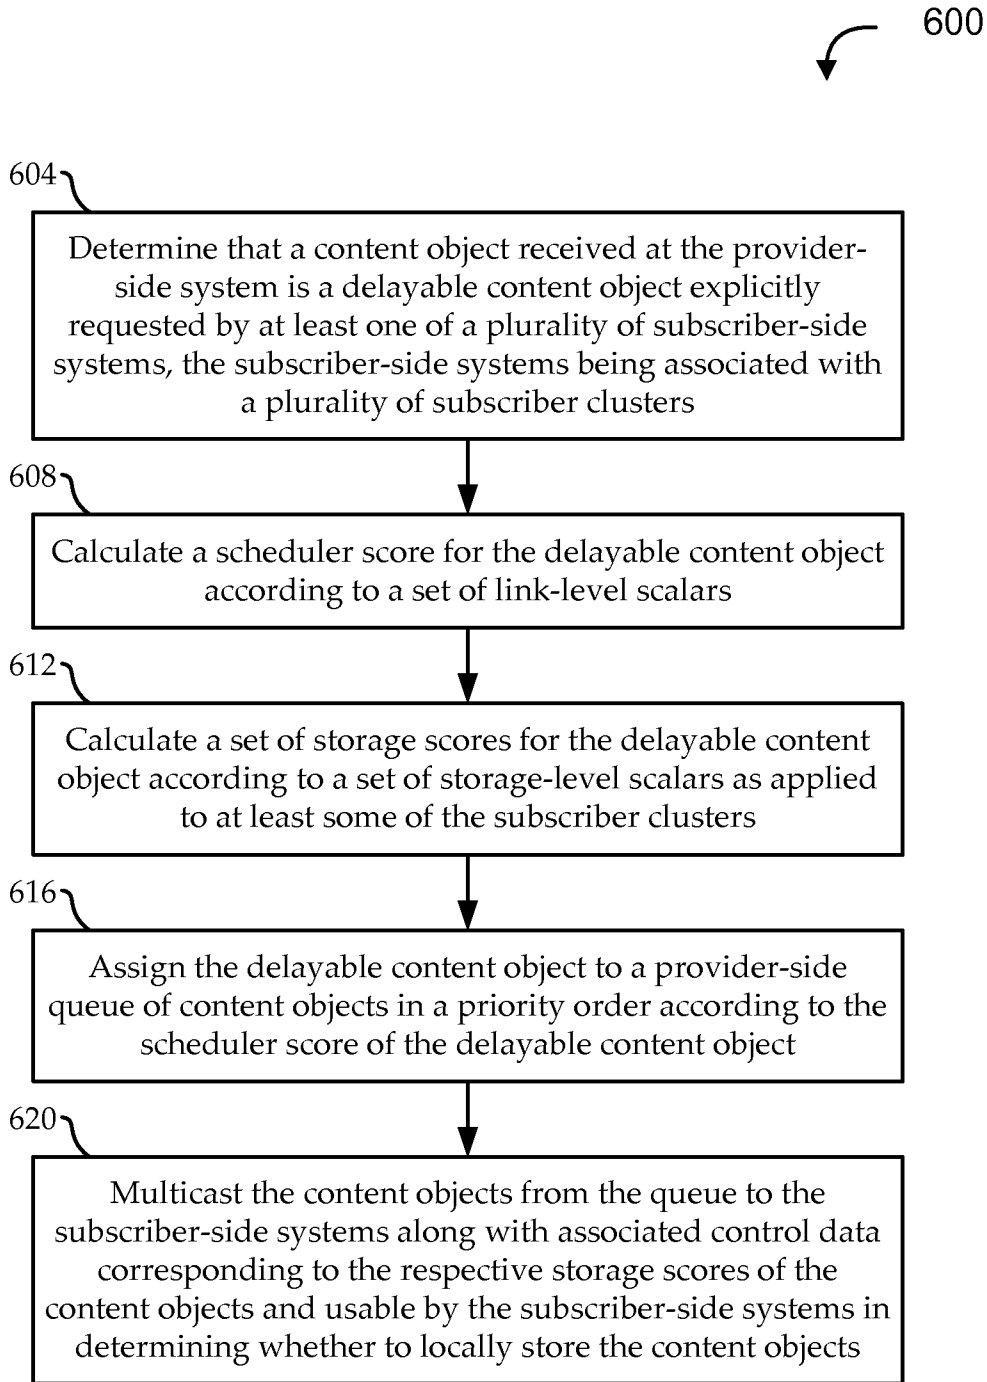 600
604
Determine that a content object received at the provider-
side system is a delayable content object explicitly
requested by at least one of a plurality of subscriber-side
systems, the subscriber-side systems being associated with
a plurality of subscriber clusters
608
Calculate a scheduler score for the delayable content object
according to a set of link-level scalars
612
Calculate a set of storage scores for the delayable content
object according to a set of storage-level scalars as applied
to at least some of the subscriber clusters
616
Assign the delayable content object to a provider-side
queue of content objects in a priority order according to the
scheduler score of the delayable content object
620
Multicast the content objects from the queue to the
subscriber-side systems along with associated control data
corresponding to the respective storage scores of the
content objects and usable by the subscriber-side systems in
determining whether to locally store the content objects